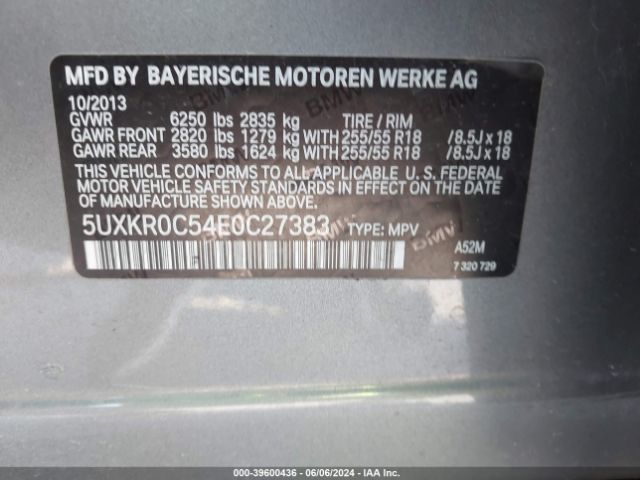 MFD BY BAYERISCHE MOTOREN WERKE AG
10/2013
GVWR 6250 lbs 2835 kg TIRE / RIM
GAWR FRONT 2820 lbs 1279 kg WITH 255/55 R18 /8.5J x 18
GAWR REAR 3580 lbs 1624 kg WITH 255/55 R18 /8.5J x 18
THIS VEHICLE CONFORMS TO ALL APPLICABLE U. S. FEDERAL
MOTOR VEHICLE SAFETY STANDARDS IN EFFECT ON THE DATE
OF MANUFACTURE SHOWN ABOVE.
5UXKR0C54E0C27383 TYPE: MPV
A52M
7 320 729
BMW
BMW
BMW
000-39600436 - 06/06/2024 - IAA Inc.